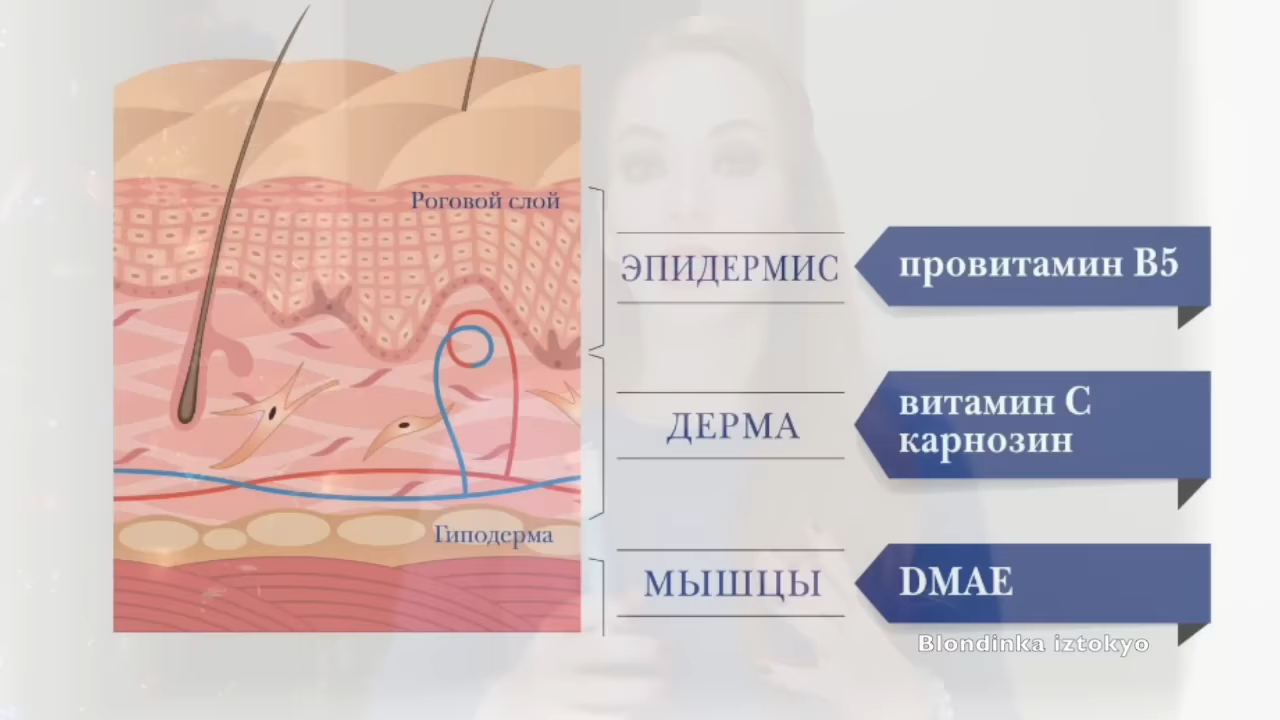 Роговой слой
ЭПИДЕРМИС
провитамин B5
ДЕРМА
витамин С
карнозин
Гиподерма
МЫШЦЫ
DMAE
Blondinka iztokyo